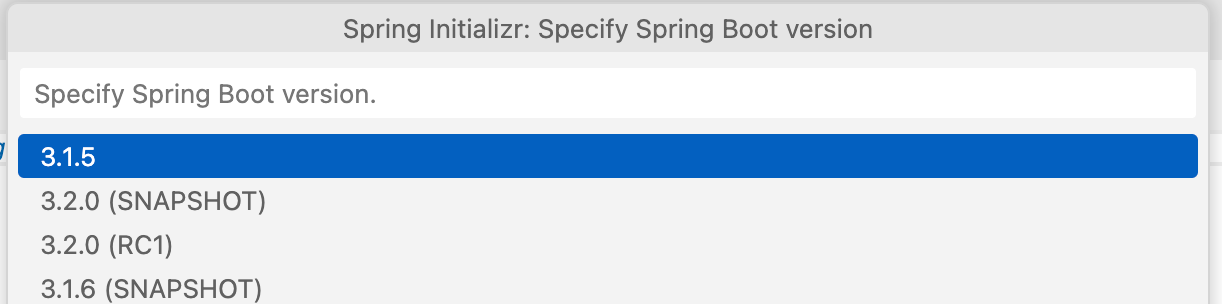 Spring Initializr: Specify Spring Boot version
Specify Spring Boot version.
3.1.5
3.2.0 (SNAPSHOT)
3.2.0 (RC1)
3.1.6 (SNAPSHOT)